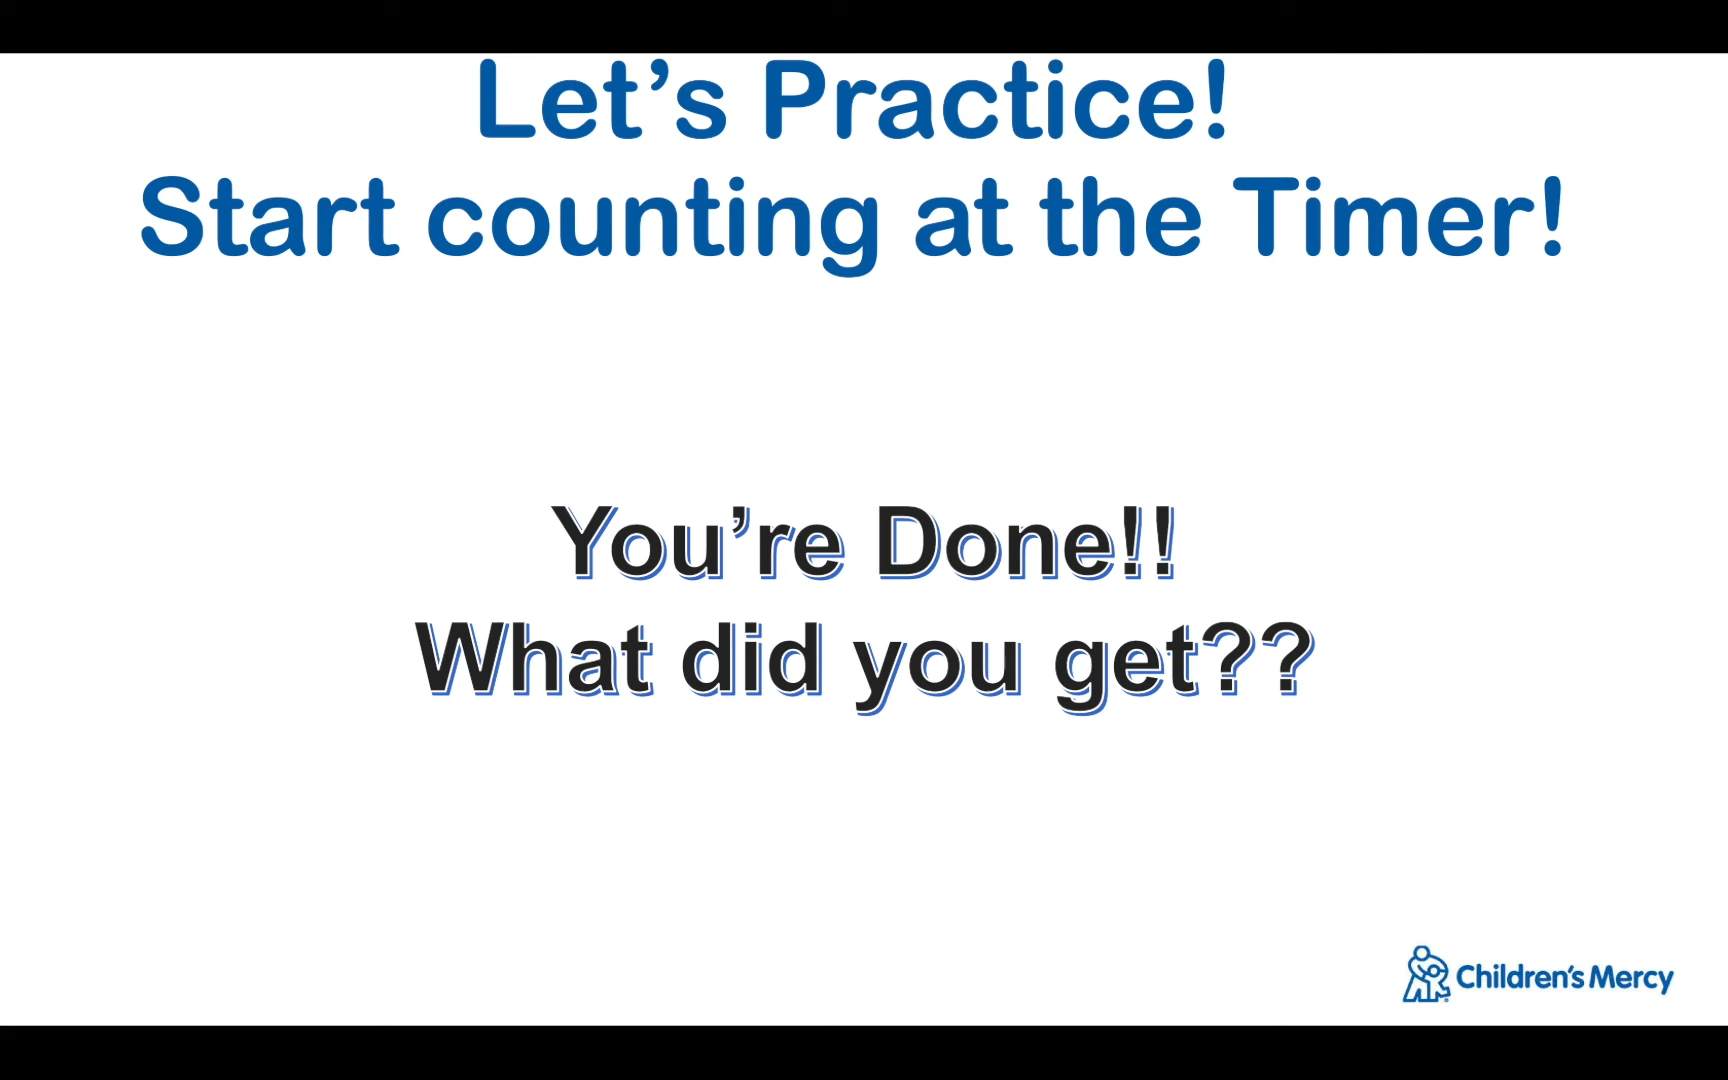 Let’s Practice!
Start counting at the Timer!
You’re Done!!
What did you get??
Children's Mercy